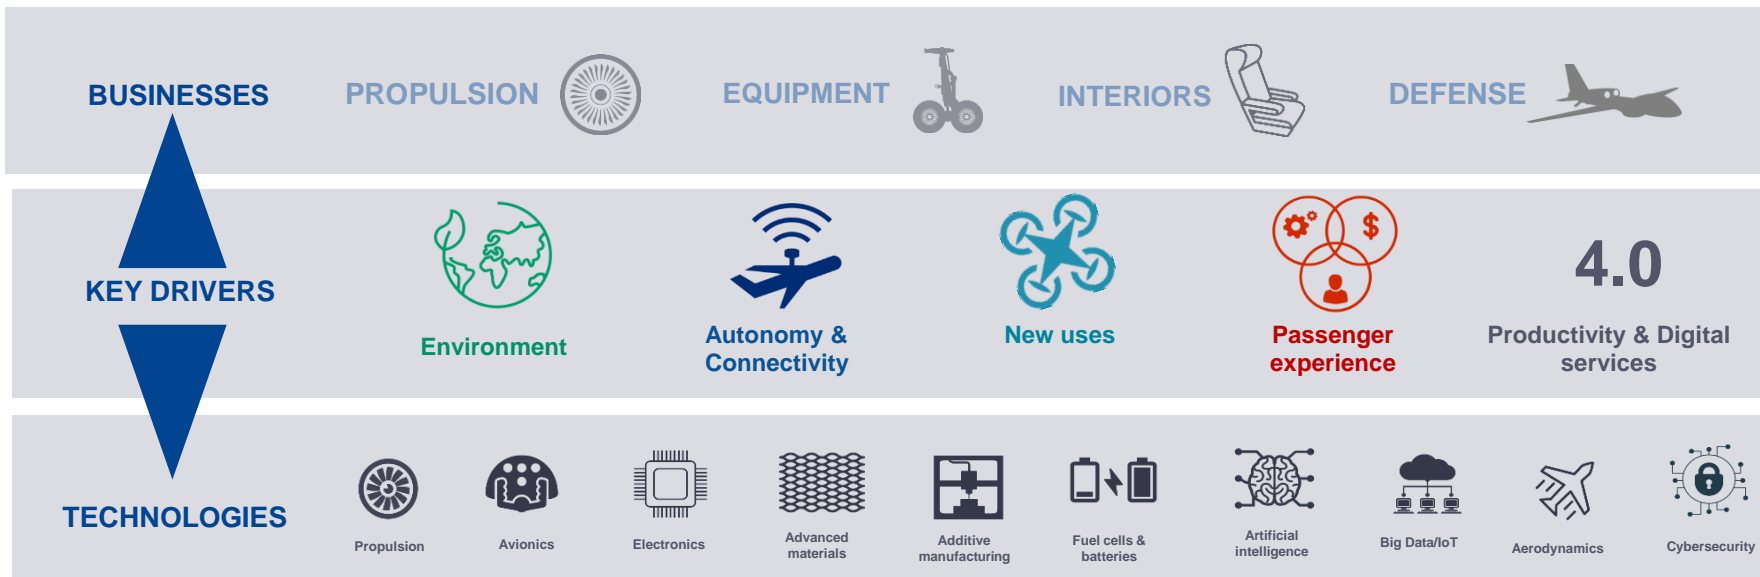 BUSINESSES
PROPULSION
EQUIPMENT
INTERIORS
DEFENSE
KEY DRIVERS
Environment
Autonomy &
Connectivity
New uses
$
Passenger
experience
4.0
Productivity & Digital
services
TECHNOLOGIES
Propulsion
Avionics
Electronics
Advanced
materials
Additive
manufacturing
Fuel cells &
batteries
Artificial
intelligence
Big Data/IoT
Aerodynamics
Cybersecurity